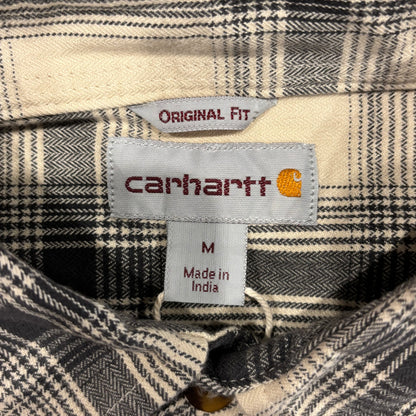 ORIGINAL FIT
carhartt
M
Made in
India